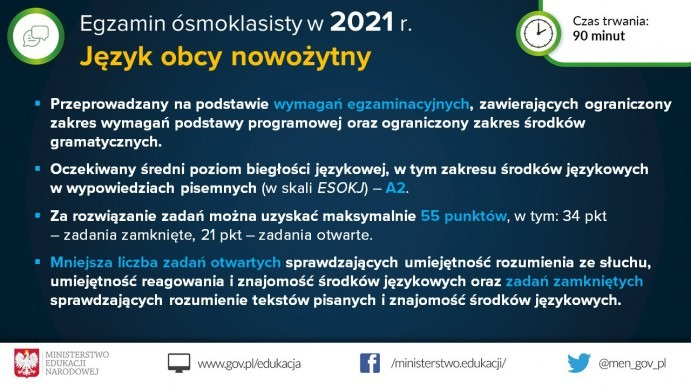 Egzamin ósmoklasisty w 2021 r.
Język obcy nowożytny
Czas trwania:
90 minut
▪ Przeprowadzany na podstawie wymagań egzaminacyjnych, zawierających ograniczony
zakres wymagań podstawy programowej oraz ograniczony zakres środków
gramatycznych.
▪ Oczekiwany średni poziom biegłości językowej, w tym zakresu środków językowych
w wypowiedziach pisemnych (w skali ESOKJ) – A2.
▪ Za rozwiązanie zadań można uzyskać maksymalnie 55 punktów, w tym: 34 pkt
– zadania zamknięte, 21 pkt – zadania otwarte.
▪ Mniejsza liczba zadań otwartych sprawdzających umiejętność rozumienia ze słuchu,
umiejętność reagowania i znajomość środków językowych oraz zadań zamkniętych
sprawdzających rozumienie tekstów pisanych i znajomość środków językowych.
MINISTERSTWO
EDUKACJI
NARODOWEJ
www.gov.pl/edukacja
/ministerstwo.edukacji/
@men_gov_pl